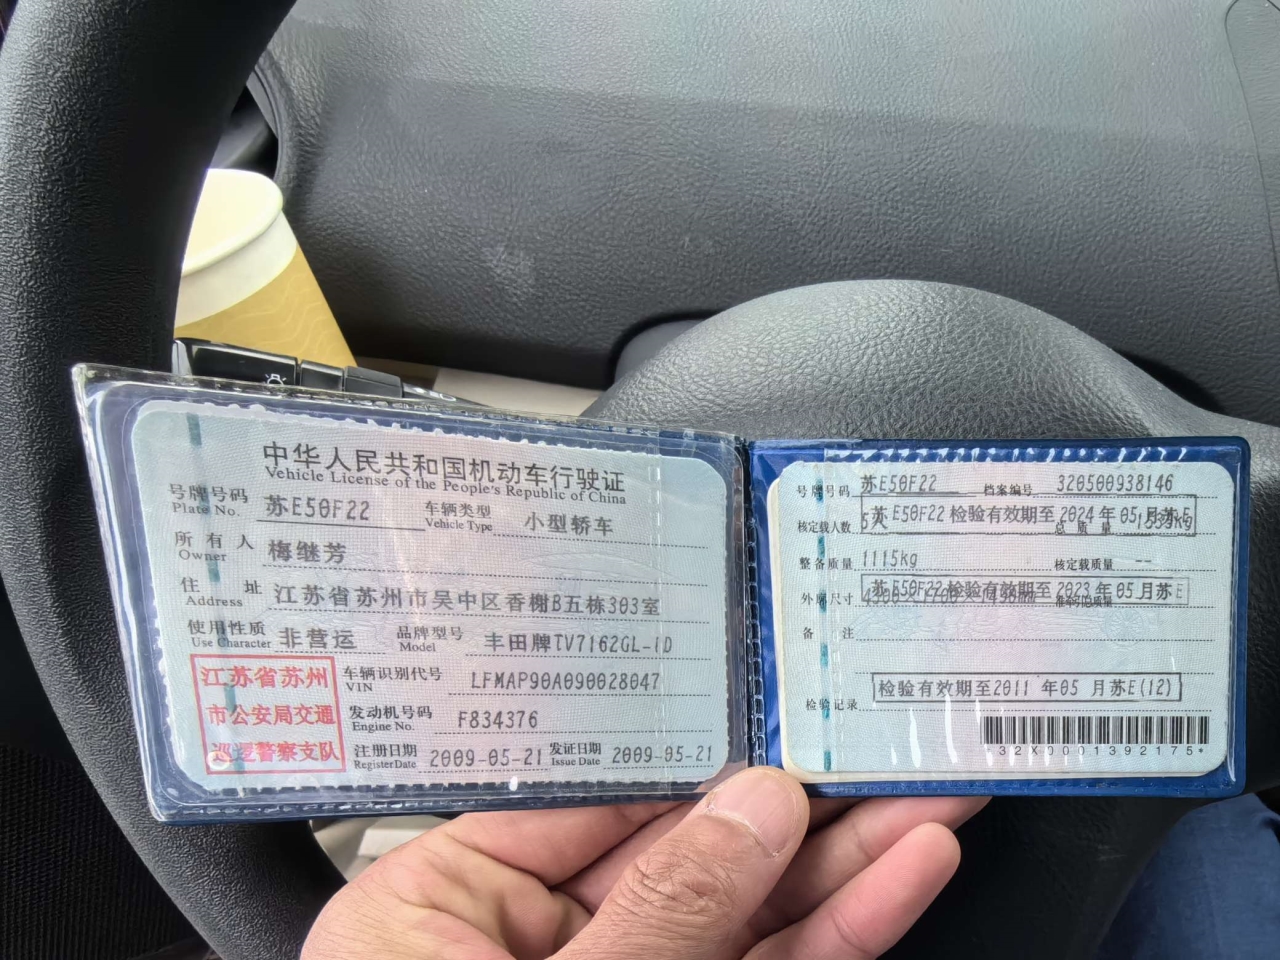 中华人民共和国机动车行驶证
Vehicle License of the People's Republic of China
号牌号码 苏E50F22 车辆类型 小型轿车
Plate No. Vehicle Type
所有人 梅继芳
Owner
住址 江苏省苏州市吴中区香榭B五栋303室
Address
使用性质 非营运 品牌型号 丰田牌TV7162GL-iD
Use Character Model
江苏省苏州
市公安局交通
巡逻警察支队
车辆识别代号 LFMAP90A090028047
VIN
发动机号码 F834376
Engine No.
注册日期 2009-05-21 发证日期 2009-05-21
Register Date Issue Date
号牌号码 苏E50F22 档案编号 320500938146
苏E50F22 检验有效期至2024年05月苏E
核定载人数 5人 总质量
整备质量 1115kg 核定载质量 --
苏E50F22 检验有效期至2023年05月苏E
外廓尺寸
备注
检验有效期至2011年05月苏E(12)
检验记录
*32X0001392175*